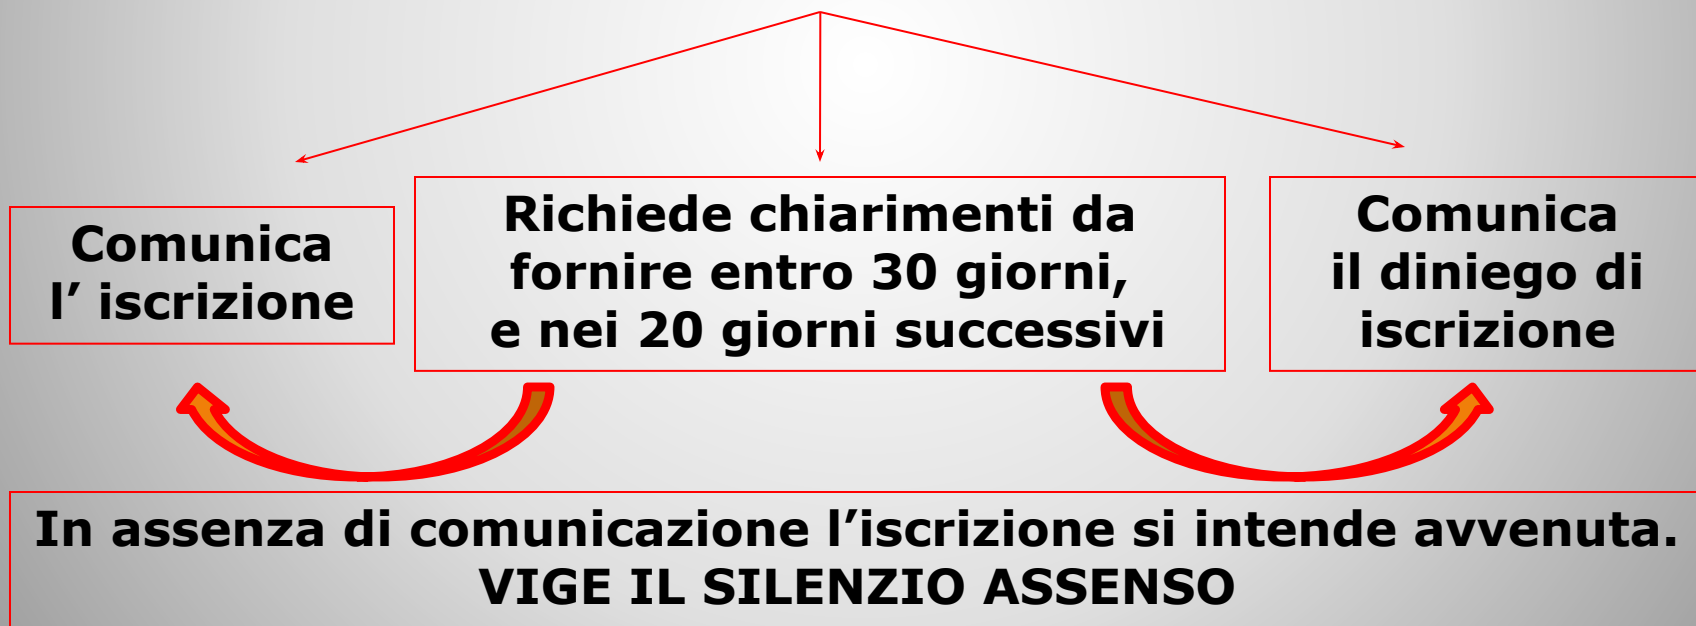 Comunica
l’ iscrizione
Richiede chiarimenti da
fornire entro 30 giorni,
e nei 20 giorni successivi
Comunica
il diniego di
iscrizione
In assenza di comunicazione l’iscrizione si intende avvenuta.
VIGE IL SILENZIO ASSENSO